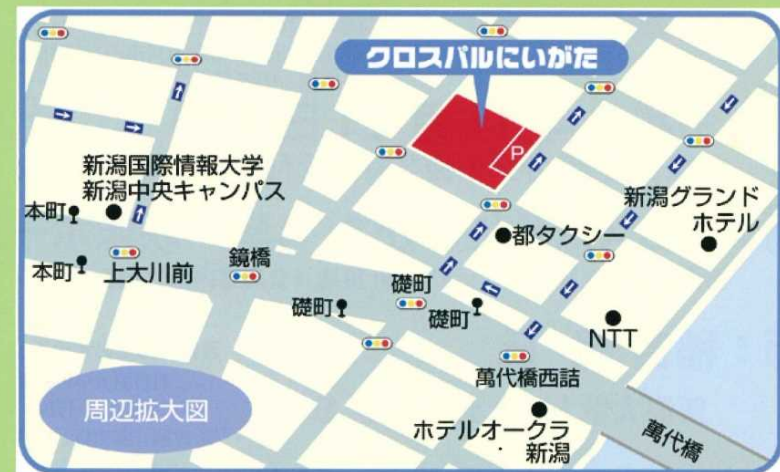 クロスパルにいがた
P
新潟国際情報大学
新潟中央キャンパス
本町
本町
上大川前
鏡橋
新潟グランド
ホテル
都タクシー
礎町
礎町
礎町
NTT
萬代橋西詰
周辺拡大図
ホテルオークラ
新潟
萬代橋